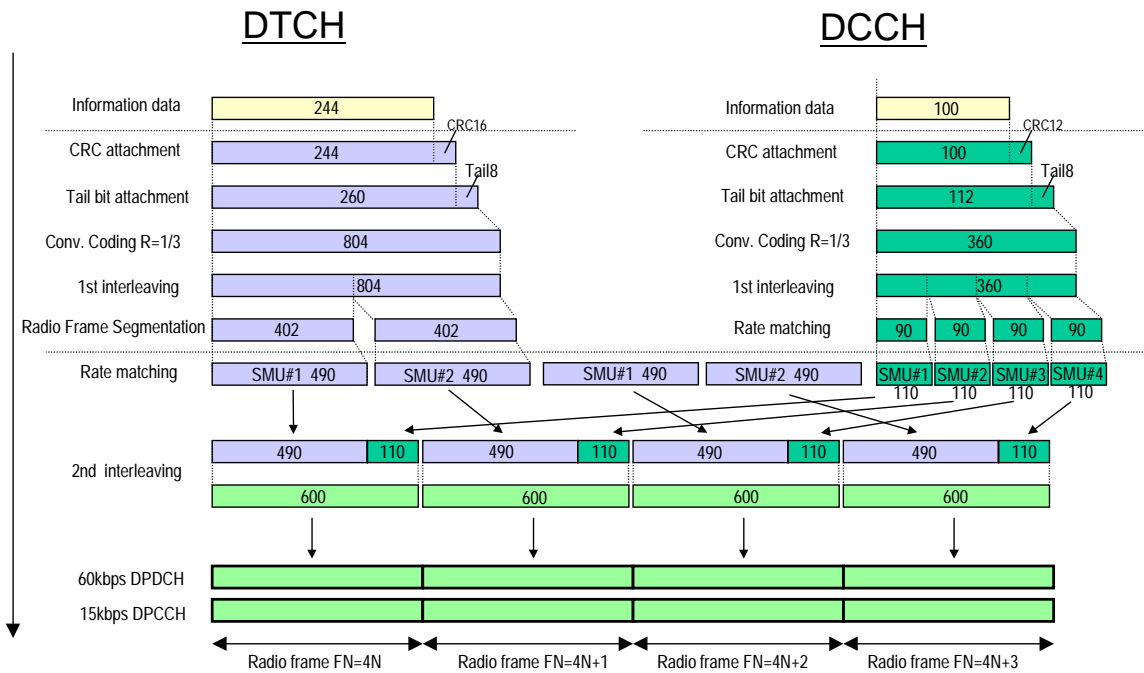 DTCH DCCH
Information data 244 Information data 100
CRC16 CRC12
CRC attachment 244 CRC attachment 100
Tail8 Tail8
Tail bit attachment 260 Tail bit attachment 112
Conv. Coding R=1/3 804 Conv. Coding R=1/3 360
1st interleaving 804 1st interleaving 360
Radio Frame Segmentation 402 402 Rate matching 90 90 90 90
Rate matching SMU#1 490 SMU#2 490 SMU#1 490 SMU#2 490 SMU#1 SMU#2 SMU#3 SMU#4
110 110 110 110
490 110 490 110 490 110 490 110
2nd interleaving
600 600 600 600
60kbps DPDCH
15kbps DPCCH
Radio frame FN=4N Radio frame FN=4N+1 Radio frame FN=4N+2 Radio frame FN=4N+3